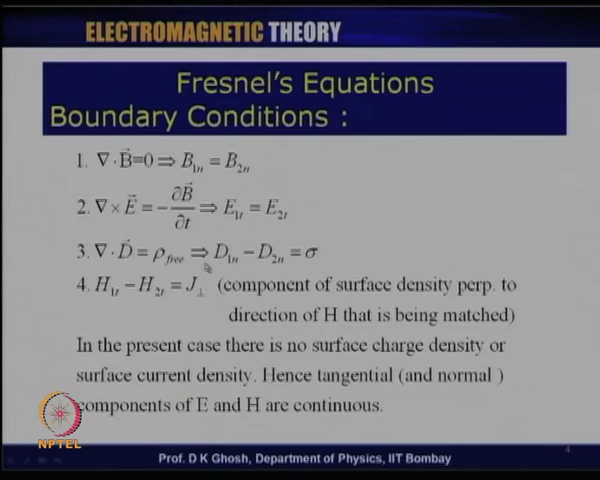 ELECTROMAGNETIC THEORY
Fresnel's Equations
Boundary Conditions :
1. ∇·B⃗=0 ⇒ B₁ₙ = B₂ₙ
2. ∇×E⃗ = −∂B⃗/∂t ⇒ E₁ₜ = E₂ₜ
3. ∇·D⃗ = ρ_free ⇒ D₁ₙ − D₂ₙ = σ
4. H₁ₜ − H₂ₜ = J⊥ (component of surface density perp. to
direction of H that is being matched)
In the present case there is no surface charge density or
surface current density. Hence tangential (and normal )
components of E and H are continuous.
NPTEL
4
Prof. D K Ghosh, Department of Physics, IIT Bombay